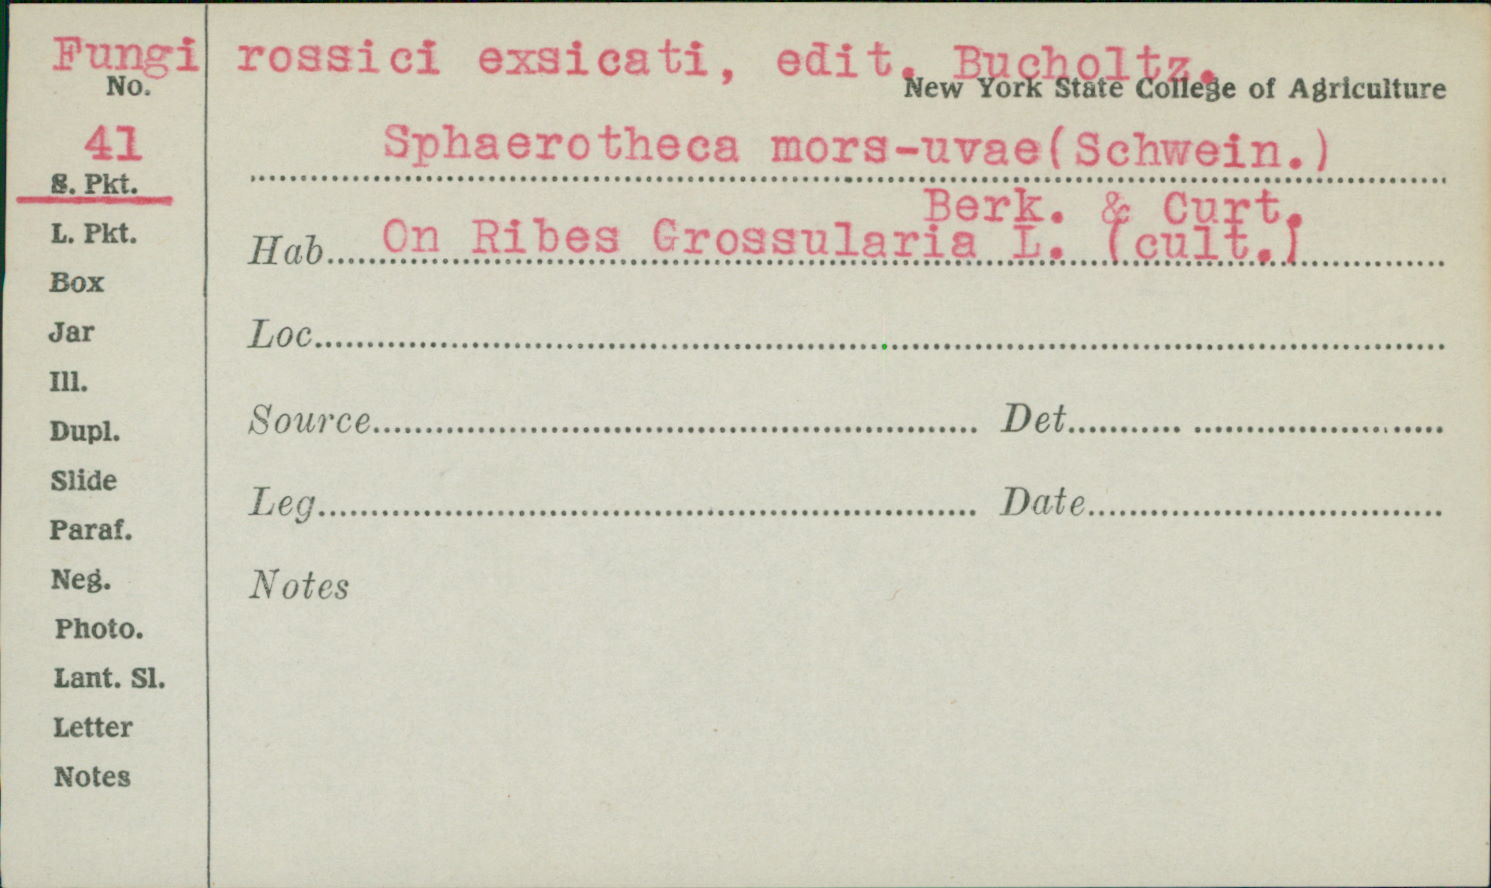 Fungi rossici exsicati, edit. Bucholtz.
No.
New York State College of Agriculture
41
Sphaerotheca mors-uvae(Schwein.)
S. Pkt.
Berk. & Curt.
L. Pkt.
Hab. On Ribes Grossularia L. (cult.)
Box
Jar
Loc.
Ill.
Dupl.
Source
Det.
Slide
Leg.
Date
Paraf.
Neg.
Notes
Photo.
Lant. Sl.
Letter
Notes